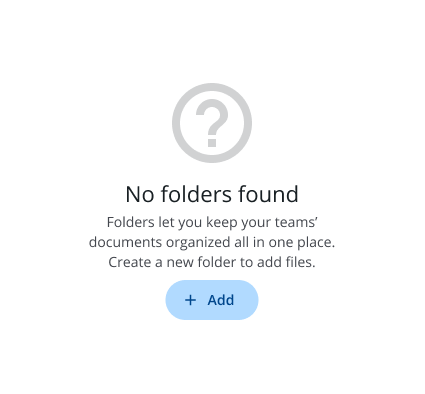 ?
No folders found
Folders let you keep your teams’
documents organized all in one place.
Create a new folder to add files.
+ Add